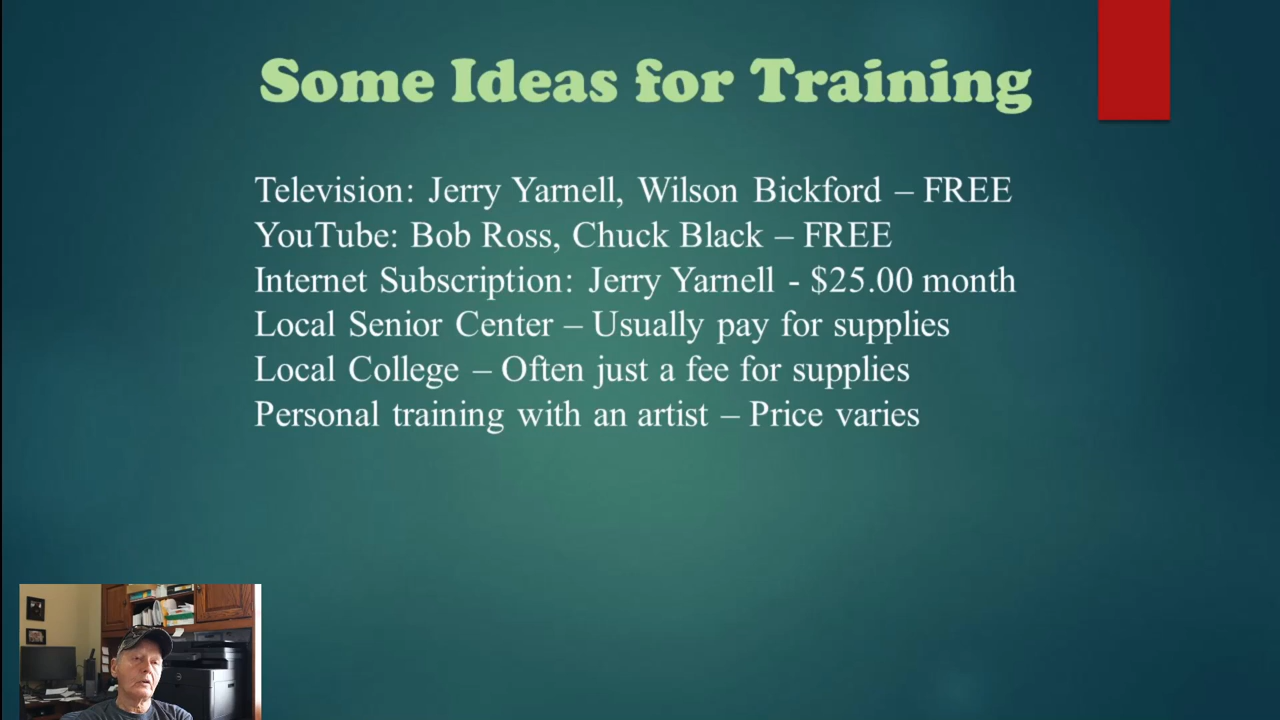 Some Ideas for Training
Television: Jerry Yarnell, Wilson Bickford – FREE
YouTube: Bob Ross, Chuck Black – FREE
Internet Subscription: Jerry Yarnell - $25.00 month
Local Senior Center – Usually pay for supplies
Local College – Often just a fee for supplies
Personal training with an artist – Price varies